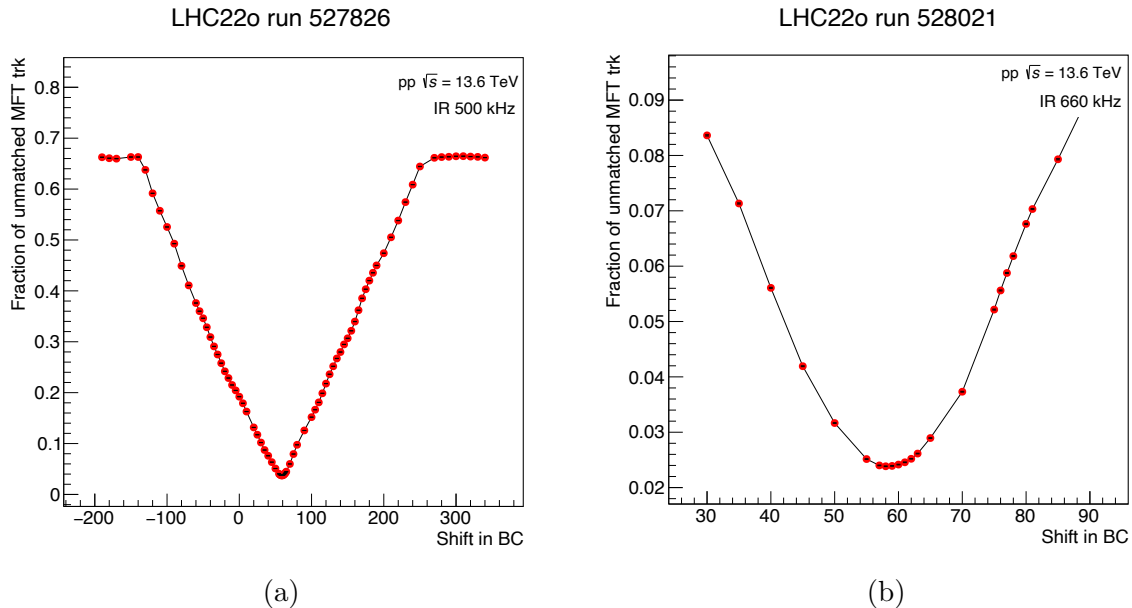 LHC22o run 527826
Fraction of unmatched MFT trk
pp √s = 13.6 TeV
IR 500 kHz
0.8
0.7
0.6
0.5
0.4
0.3
0.2
0.1
0
−200 −100 0 100 200 300
Shift in BC
(a)
LHC22o run 528021
Fraction of unmatched MFT trk
pp √s = 13.6 TeV
IR 660 kHz
0.09
0.08
0.07
0.06
0.05
0.04
0.03
0.02
30 40 50 60 70 80 90
Shift in BC
(b)